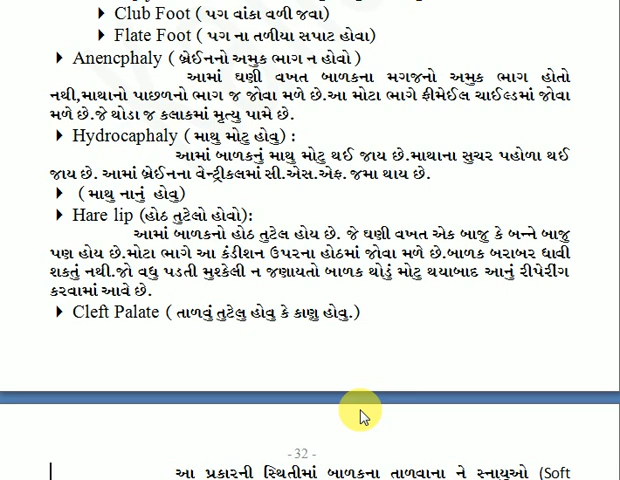 Club Foot ( પગ વાંકા વળી જવા)
Flate Foot ( પગ ના તળીયા સપાટ હોવા)
Anencphaly ( બ્રેઈનનો અમુક ભાગ ન હોવો )
આમાં ઘણી વખત બાળકના મગજનો અમુક ભાગ હોતો
નથી,માથાનો પાછળનો ભાગ જ જોવા મળે છે.આ મોટા ભાગે ફીમેઈલ ચાઈલ્ડમાં જોવા
મળે છે.જે થોડા જ કલાકમાં મૃત્યુ પામે છે.
Hydrocaphaly ( માથુ મોટુ હોવુ) :
આમાં બાળકનું માથુ મોટુ થઈ જાય છે.માથાના સુચર પહોળા થઈ
જાય છે. આમાં બ્રેઈનના વેન્ટ્રીકલમાં સી.એસ.એફ. જમા થાય છે.
( માથુ નાનું હોવુ)
Hare lip (હોઠ તુટેલો હોવો):
આમાં બાળકનો હોઠ તુટેલ હોય છે. જે ઘણી વખત એક બાજુ કે બન્ને બાજુ
પણ હોય છે.મોટા ભાગે આ કંડીશન ઉપરના હોઠમાં જોવા મળે છે.બાળક બરાબર ધાવી
શકતું નથી.જો વધુ પડતી મુશ્કેલી ન જણાયતો બાળક થોડું મોટુ થયાબાદ આનું રીપેરીંગ
કરવામાં આવે છે.
Cleft Palate ( તાળવું તુટેલુ હોવુ કે કાણુ હોવુ.)
- 32 -
આ પ્રકારની સ્થિતીમાં બાળકના તાળવાના ને સ્નાયુઓ (Soft